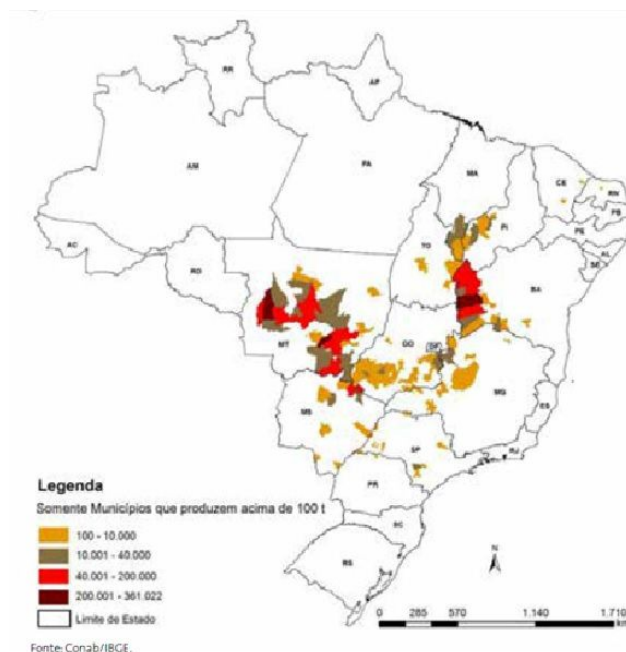 RR
AP
AM
PA
MA
CE
RN
PB
PI
PE
AL
SE
AC
RO
TO
BA
MT
GO
DF
MG
ES
MS
SP
RJ
PR
SC
RS
Legenda
Somente Municípios que produzem acima de 100 t
100 - 10.000
10.001 - 40.000
40.001 - 200.000
200.001 - 361.022
Limite de Estado
N
0 285 570 1.140 1.710
km
Fonte: Conab/IBGE.